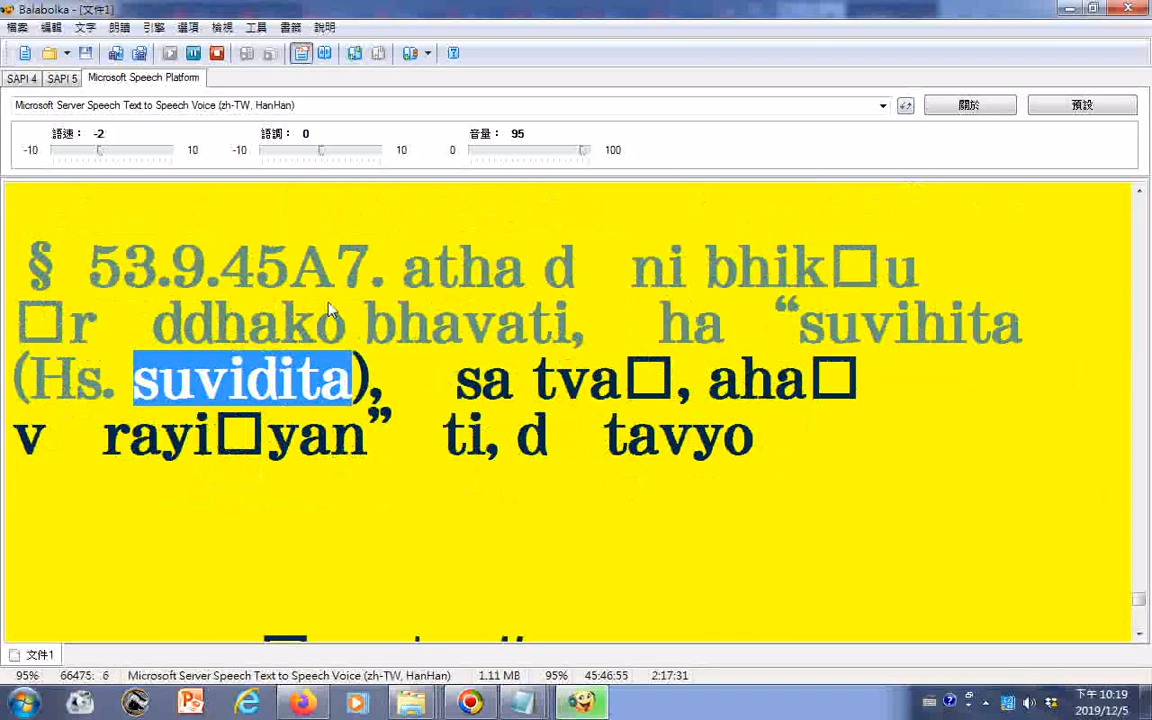 Balabolka - [文件1]
檔案 編輯 文字 朗讀 引擎 選項 檢視 工具 書籤 說明
SAPI 4 SAPI 5 Microsoft Speech Platform
Microsoft Server Speech Text to Speech Voice (zh-TW, HanHan) 關於 預設
語速： -2 語調： 0 音量： 95
-10 10 -10 10 0 100
§ 53.9.45A7. atha d ni bhik□u
□r ddhako bhavati, ha “suvihita
(Hs. suvidita), sa tva□, aha□
v rayi□yan” ti, d tavyo
文件1
95% 66475: 6 Microsoft Server Speech Text to Speech Voice (zh-TW, HanHan) 1.11 MB 95% 45:46:55 2:17:31
下午 10:19
2019/12/5